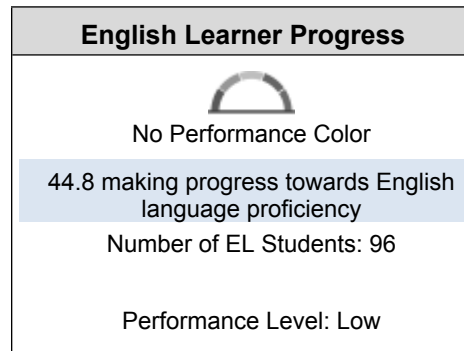 English Learner Progress
No Performance Color
44.8 making progress towards English
language proficiency
Number of EL Students: 96
Performance Level: Low